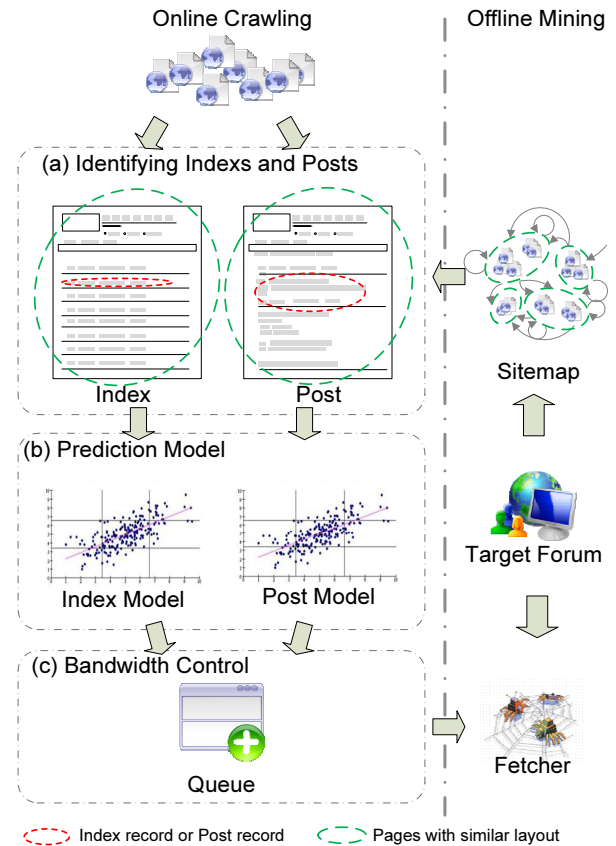 Online Crawling
Offline Mining
(a) Identifying Indexs and Posts
Index
Post
Sitemap
(b) Prediction Model
Index Model
Post Model
Target Forum
(c) Bandwidth Control
Queue
Fetcher
Index record or Post record
Pages with similar layout